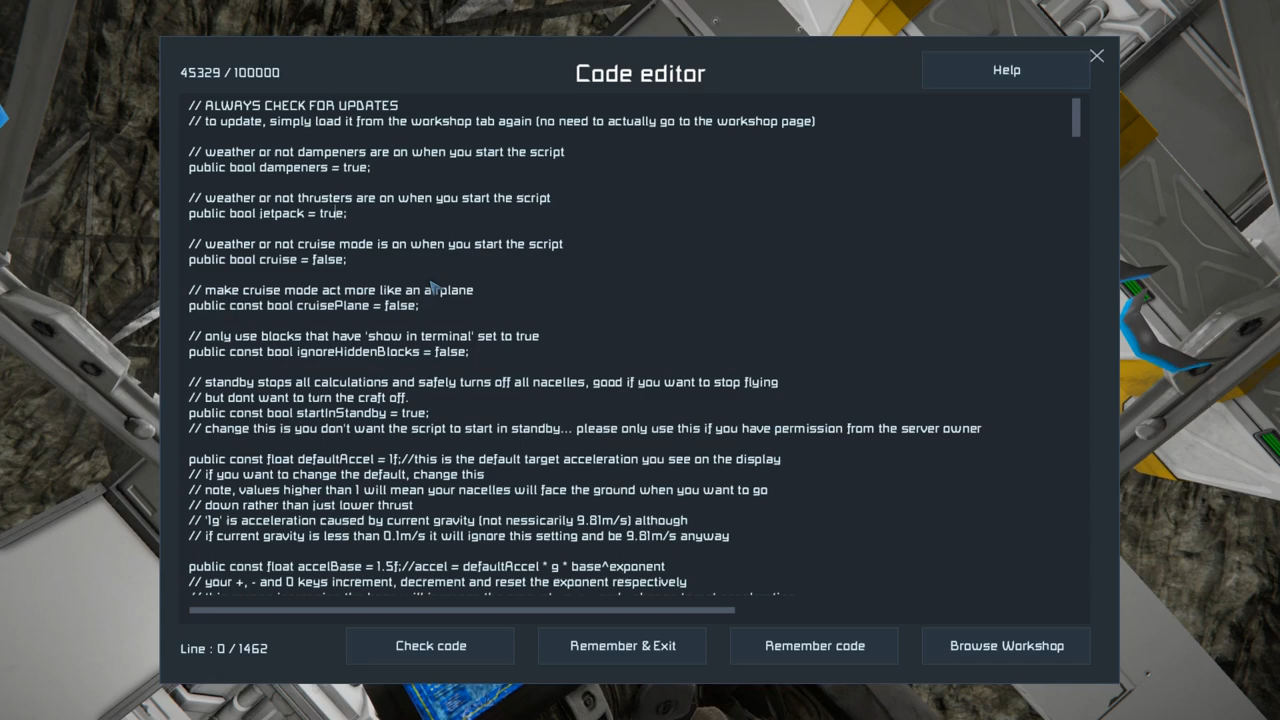 45329 / 100000
Code editor
Help
// ALWAYS CHECK FOR UPDATES
// to update, simply load it from the workshop tab again (no need to actually go to the workshop page)
// weather or not dampeners are on when you start the script
public bool dampeners = true;
// weather or not thrusters are on when you start the script
public bool jetpack = true;
// weather or not cruise mode is on when you start the script
public bool cruise = false;
// make cruise mode act more like an airplane
public const bool cruisePlane = false;
// only use blocks that have 'show in terminal' set to true
public const bool ignoreHiddenBlocks = false;
// standby stops all calculations and safely turns off all nacelles, good if you want to stop flying
// but dont want to turn the craft off.
public const bool startInStandby = true;
// change this is you don't want the script to start in standby... please only use this if you have permission from the server owner
public const float defaultAccel = 1f;//this is the default target acceleration you see on the display
// if you want to change the default, change this
// note, values higher than 1 will mean your nacelles will face the ground when you want to go
// down rather than just lower thrust
// '1g' is acceleration caused by current gravity (not nessicarily 9.81m/s) although
// if current gravity is less than 0.1m/s it will ignore this setting and be 9.81m/s anyway
public const float accelBase = 1.5f;//accel = defaultAccel * g * base^exponent
// your +, - and 0 keys increment, decrement and reset the exponent respectively
Line : 0 / 1462
Check code
Remember & Exit
Remember code
Browse Workshop